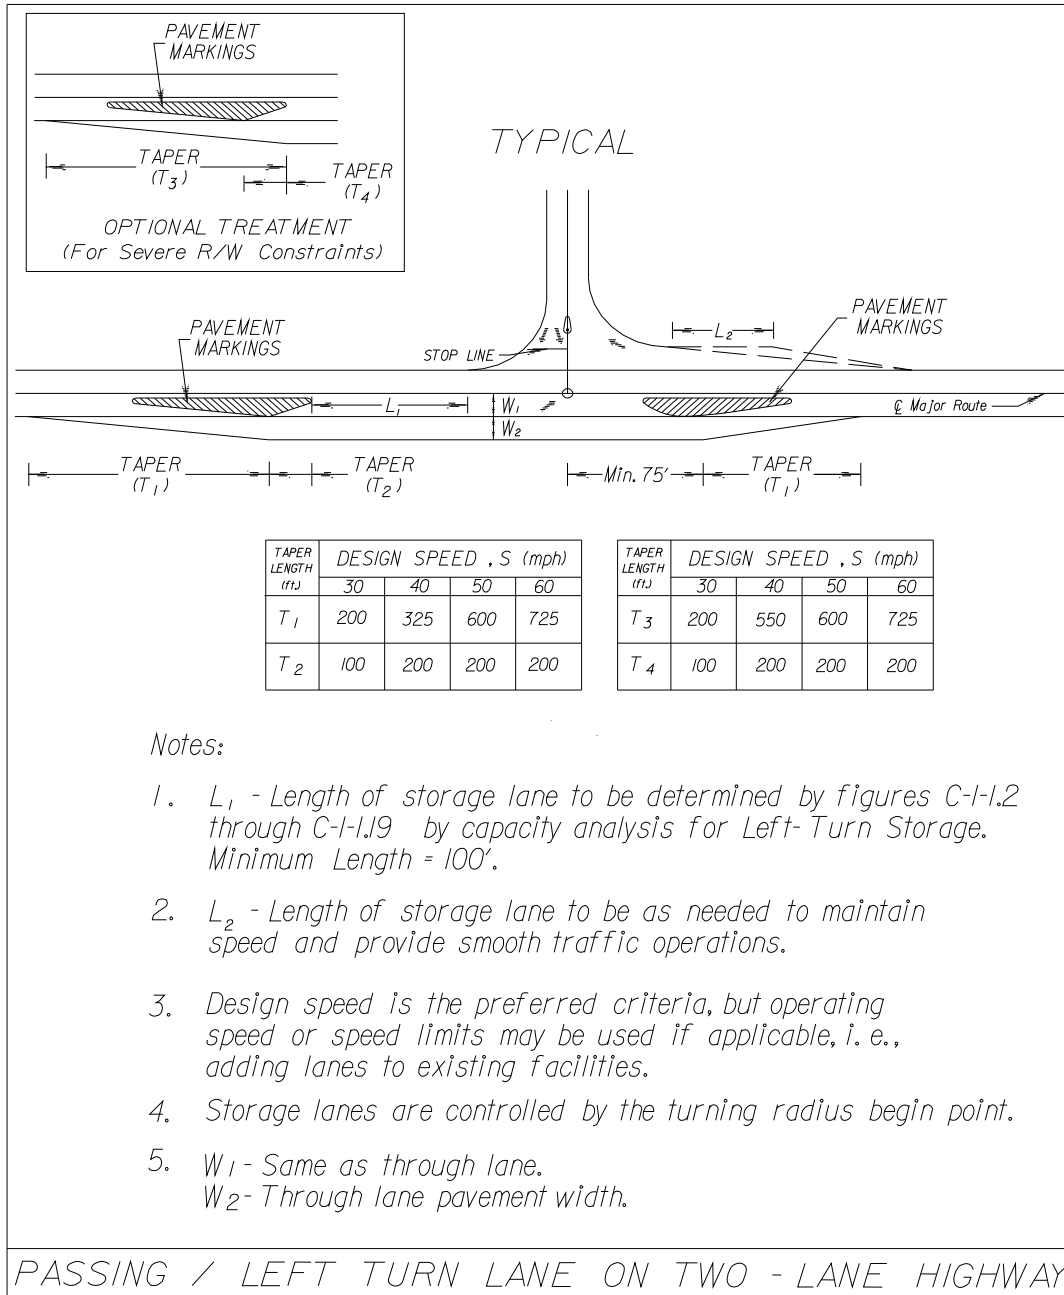 PAVEMENT
MARKINGS
TAPER
(T3)
TAPER
(T4)
OPTIONAL TREATMENT
(For Severe R/W Constraints)
TYPICAL
PAVEMENT
MARKINGS
STOP LINE
L2
PAVEMENT
MARKINGS
L1
W1
W2
℄ Major Route
TAPER
(T1)
TAPER
(T2)
Min. 75'
TAPER
(T1)
TAPER LENGTH (ft.) DESIGN SPEED , S (mph)
30 40 50 60
T1 200 325 600 725
T2 100 200 200 200
TAPER LENGTH (ft.) DESIGN SPEED , S (mph)
30 40 50 60
T3 200 550 600 725
T4 100 200 200 200
Notes:
1. L1 - Length of storage lane to be determined by figures C-1-1.2
through C-1-1.19 by capacity analysis for Left-Turn Storage.
Minimum Length = 100'.
2. L2 - Length of storage lane to be as needed to maintain
speed and provide smooth traffic operations.
3. Design speed is the preferred criteria, but operating
speed or speed limits may be used if applicable, i. e.,
adding lanes to existing facilities.
4. Storage lanes are controlled by the turning radius begin point.
5. W1 - Same as through lane.
W2 - Through lane pavement width.
PASSING / LEFT TURN LANE ON TWO - LANE HIGHWAY